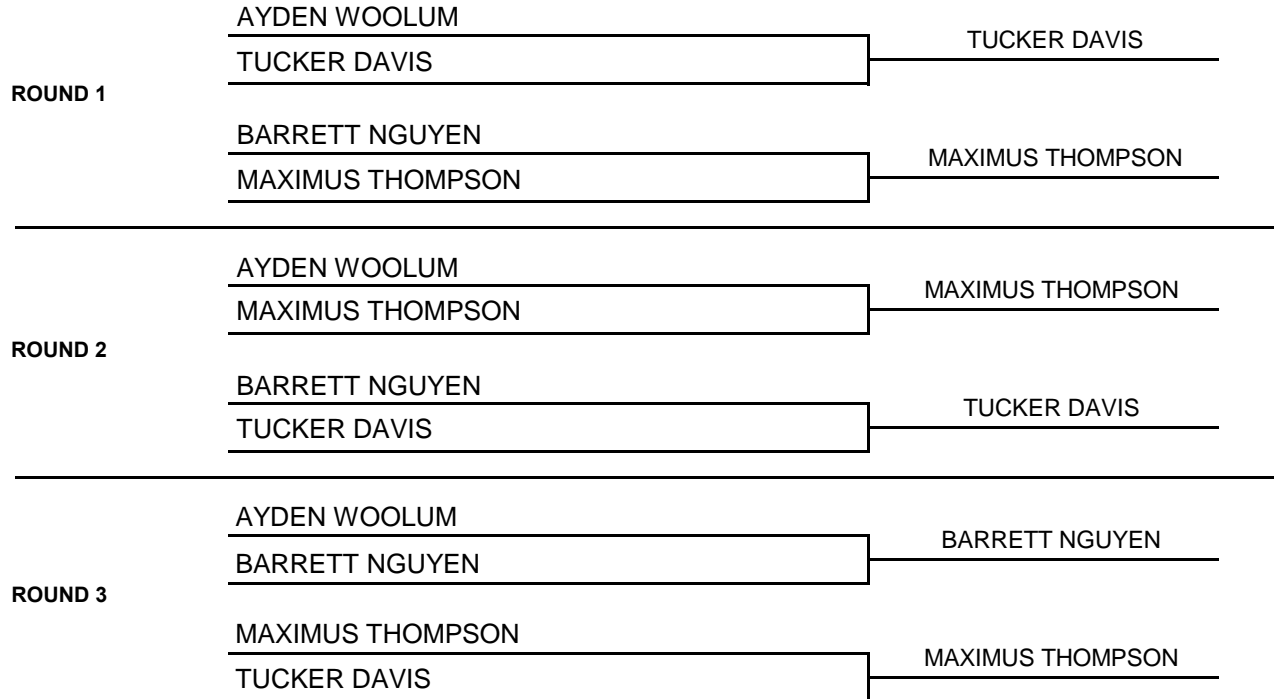 AYDEN WOOLUM
TUCKER DAVIS
TUCKER DAVIS
ROUND 1
BARRETT NGUYEN
MAXIMUS THOMPSON
MAXIMUS THOMPSON
AYDEN WOOLUM
MAXIMUS THOMPSON
MAXIMUS THOMPSON
ROUND 2
BARRETT NGUYEN
TUCKER DAVIS
TUCKER DAVIS
AYDEN WOOLUM
BARRETT NGUYEN
BARRETT NGUYEN
ROUND 3
MAXIMUS THOMPSON
MAXIMUS THOMPSON
TUCKER DAVIS